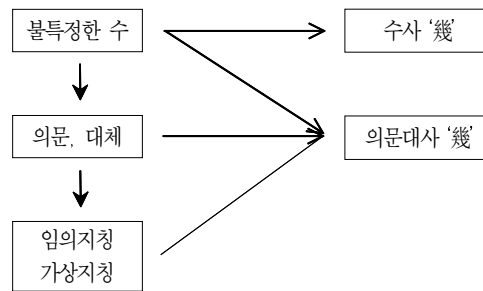 불특정한 수
수사 ‘幾’
의문, 대체
의문대사 ‘幾’
임의지칭
가상지칭